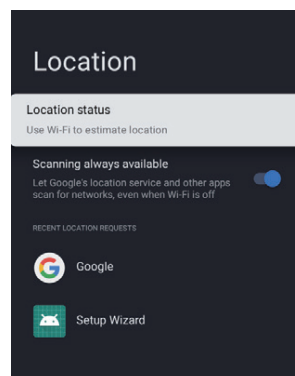 Location
Location status
Use Wi-Fi to estimate location
Scanning always available
Let Google's location service and other apps
scan for networks, even when Wi-Fi is off
RECENT LOCATION REQUESTS
Google
Setup Wizard